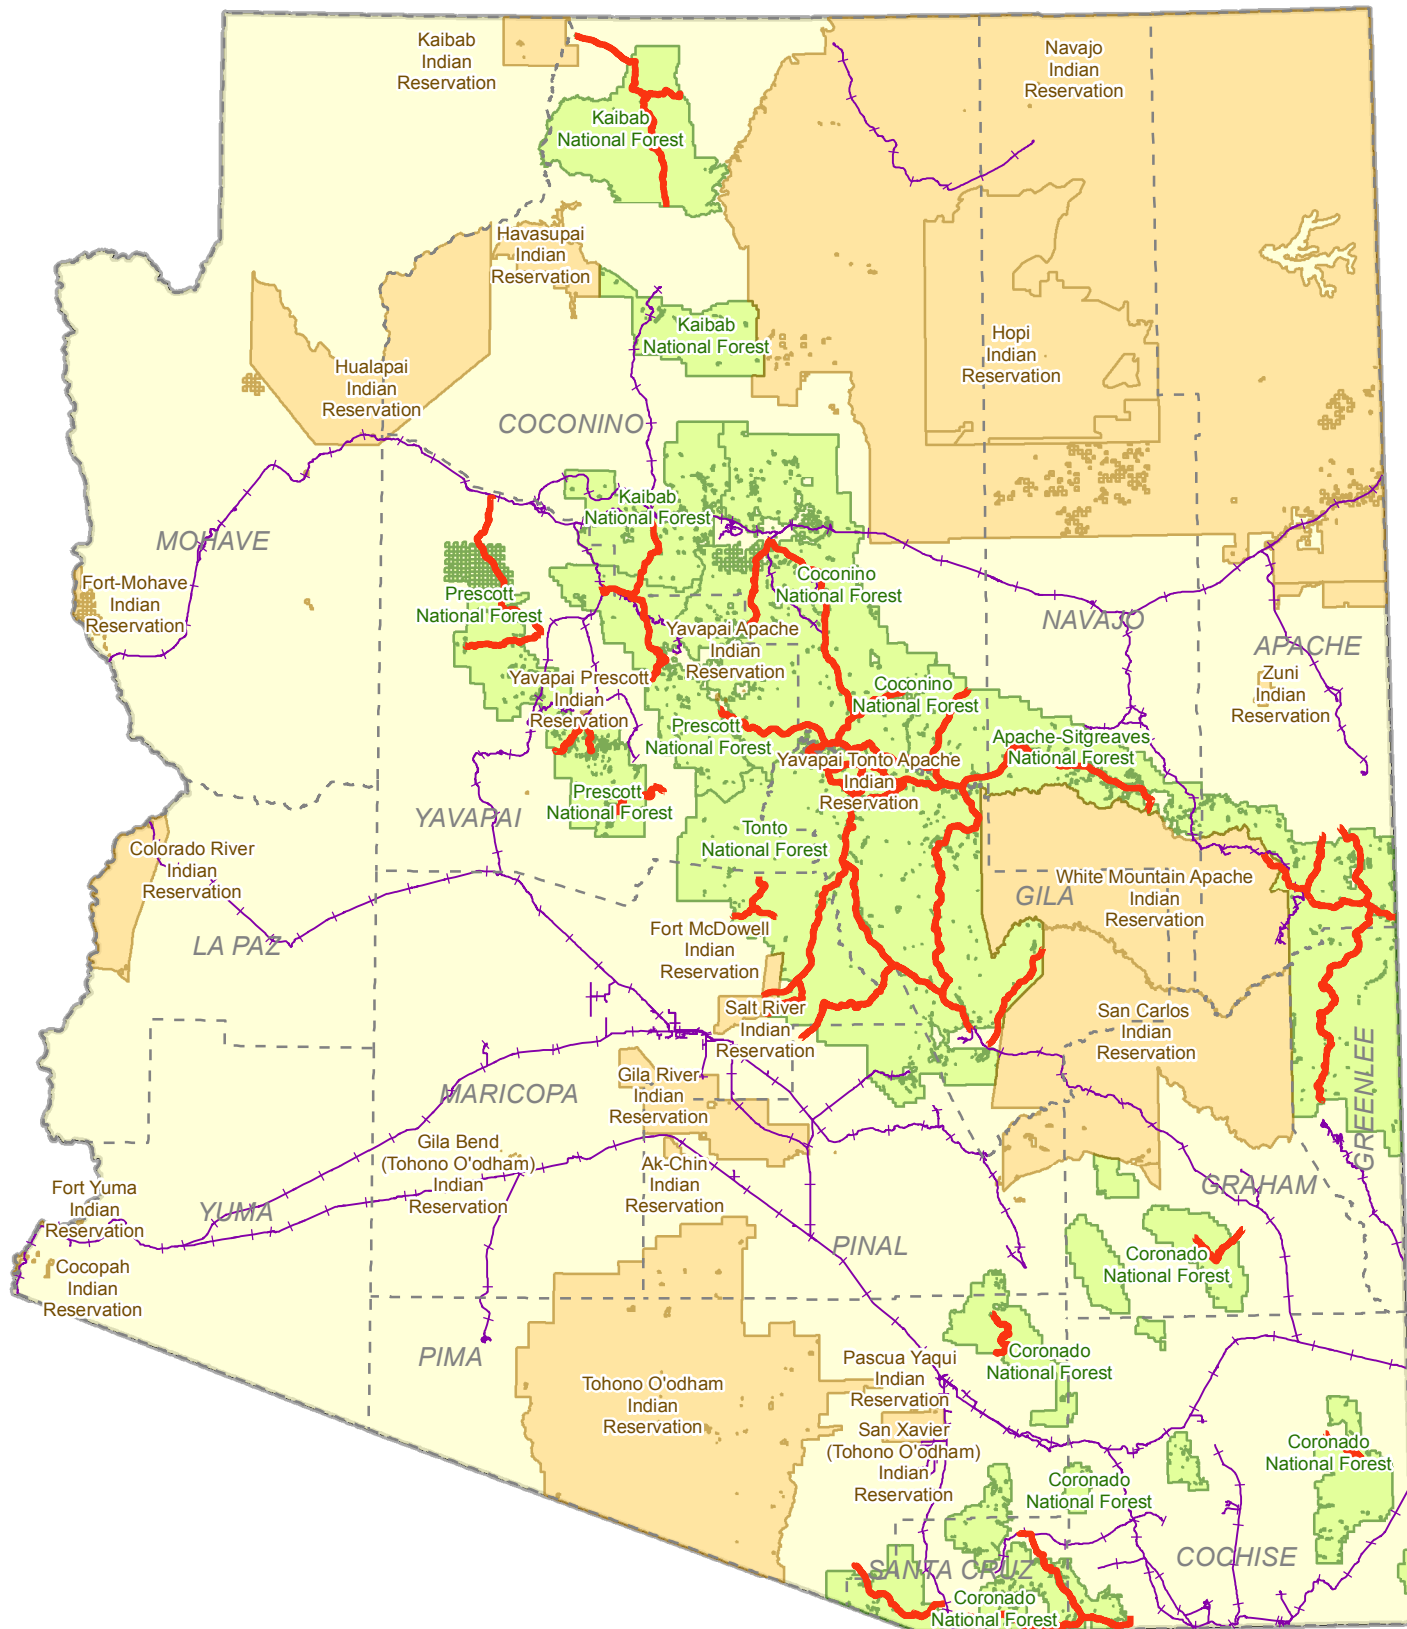 Kaibab
Indian
Reservation
Navajo
Indian
Reservation
Kaibab
National Forest
Havasupai
Indian
Reservation
Kaibab
National Forest
Hopi
Indian
Reservation
Hualapai
Indian
Reservation
COCONINO
Kaibab
National Forest
MOHAVE
Fort-Mohave
Indian
Reservation
Prescott
National Forest
Coconino
National Forest
NAVAJO
Yavapai Apache
Indian
Reservation
APACHE
Zuni
Indian
Reservation
Yavapai Prescott
Indian
Reservation
Coconino
National Forest
Prescott
National Forest
Apache-Sitgreaves
National Forest
Yavapai Tonto Apache
Indian
Reservation
Prescott
National Forest
YAVAPAI
Tonto
National Forest
Colorado River
Indian
Reservation
White Mountain Apache
Indian
Reservation
GILA
LA PAZ
Fort McDowell
Indian
Reservation
Salt River
Indian
Reservation
San Carlos
Indian
Reservation
GREENLEE
Gila River
Indian
Reservation
MARICOPA
Gila Bend
(Tohono O'odham)
Indian
Reservation
Ak-Chin
Indian
Reservation
Fort Yuma
Indian
Reservation
YUMA
GRAHAM
Cocopah
Indian
Reservation
PINAL
Coronado
National Forest
PIMA
Pascua Yaqui
Indian
Reservation
Coronado
National Forest
Tohono O'odham
Indian
Reservation
San Xavier
(Tohono O'odham)
Indian
Reservation
Coronado
National Forest
Coronado
National Forest
SANTA CRUZ
COCHISE
Coronado
National Forest